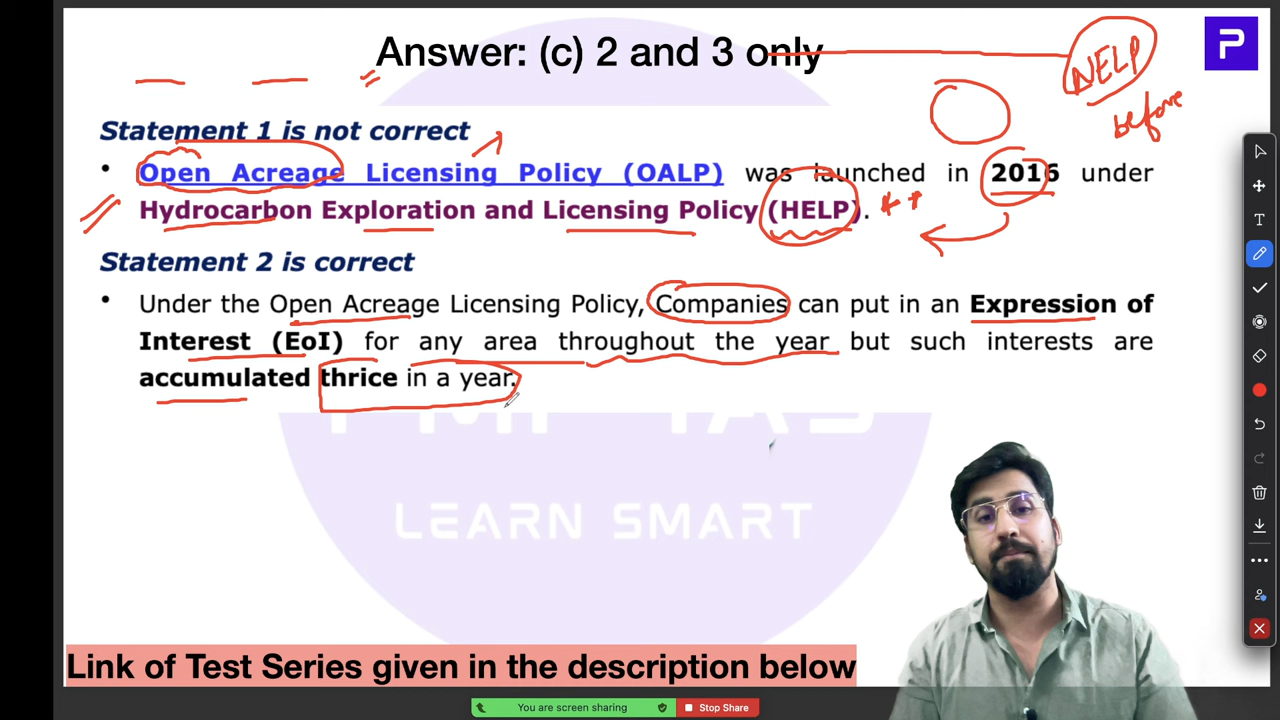 Answer: (c) 2 and 3 only
NELP
before
P
Statement 1 is not correct
• Open Acreage Licensing Policy (OALP) was launched in 2016 under
Hydrocarbon Exploration and Licensing Policy (HELP).
Statement 2 is correct
• Under the Open Acreage Licensing Policy, Companies can put in an Expression of
Interest (EoI) for any area throughout the year but such interests are
accumulated thrice in a year.
PMF IAS
LEARN SMART
Link of Test Series given in the description below
You are screen sharing
Stop Share
T